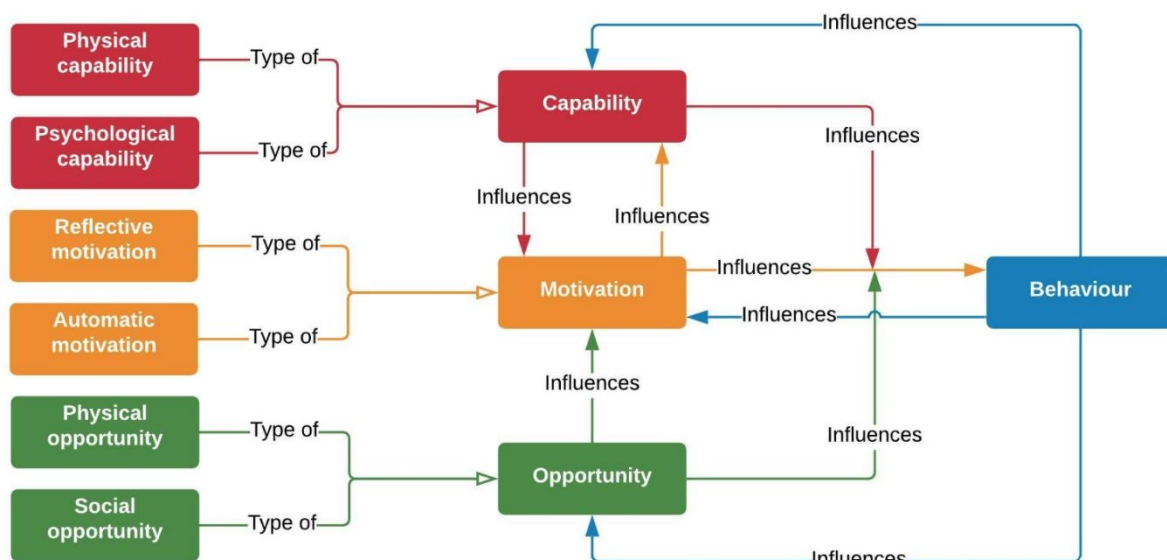 Influences
Physical
capability
Type of
Capability
Influences
Psychological
capability
Type of
Influences
Influences
Reflective
motivation
Type of
Motivation
Influences
Behaviour
Influences
Automatic
motivation
Type of
Influences
Physical
opportunity
Type of
Influences
Opportunity
Social
opportunity
Type of
Influences